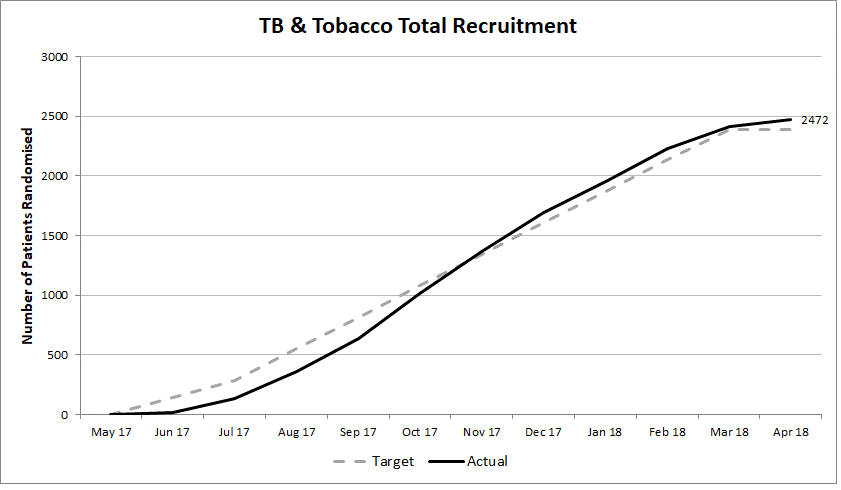 TB & Tobacco Total Recruitment
Number of Patients Randomised
3000
2500
2000
1500
1000
500
0
2472
May 17 Jun 17 Jul 17 Aug 17 Sep 17 Oct 17 Nov 17 Dec 17 Jan 18 Feb 18 Mar 18 Apr 18
Target Actual